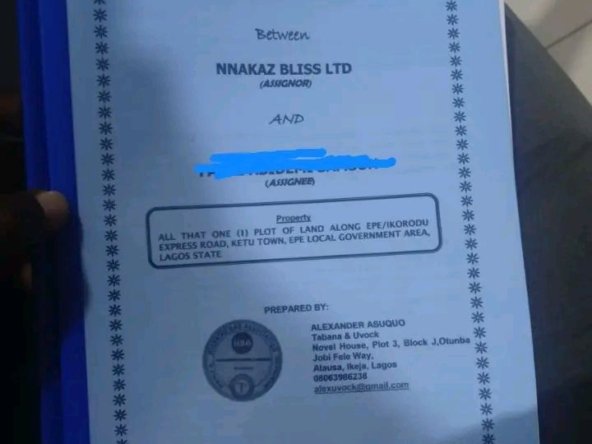 Between
NNAKAZ BLISS LTD
(ASSIGNOR)
AND
(ASSIGNEE)
Property
ALL THAT ONE (1) PLOT OF LAND ALONG EPE/IKORODU
EXPRESS ROAD, KETU TOWN, EPE LOCAL GOVERNMENT AREA,
LAGOS STATE
PREPARED BY:
ALEXANDER ASUQUO
Tabana & Uvock
Novel House, Plot 3, Block J,Otunba
Jobi Fele Way,
Alausa, Ikeja, Lagos
08063986238
alexuvock@gmail.com